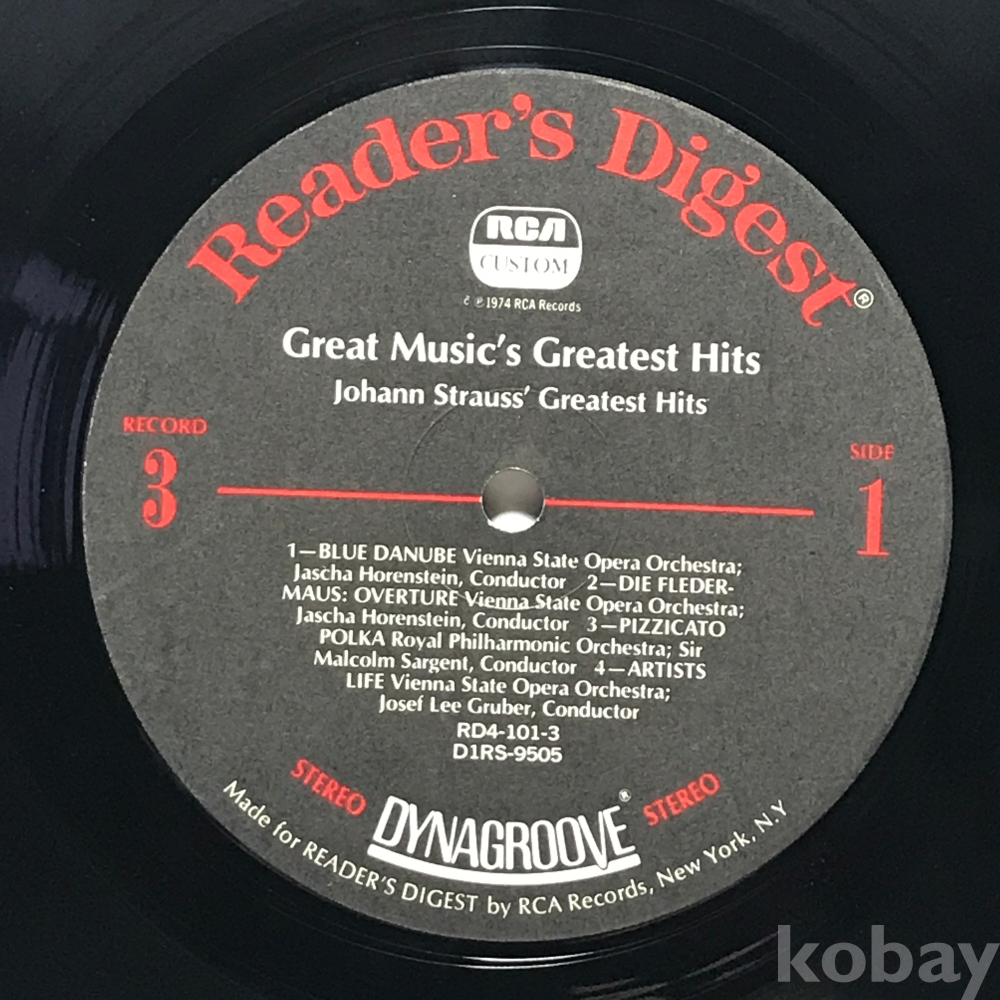 Reader's Digest®
RCA
CUSTOM
℗ 1974 RCA Records
Great Music's Greatest Hits
Johann Strauss' Greatest Hits
RECORD
3
SIDE
1
1—BLUE DANUBE Vienna State Opera Orchestra;
Jascha Horenstein, Conductor 2—DIE FLEDER-
MAUS: OVERTURE Vienna State Opera Orchestra;
Jascha Horenstein, Conductor 3—PIZZICATO
POLKA Royal Philharmonic Orchestra; Sir
Malcolm Sargent, Conductor 4—ARTISTS
LIFE Vienna State Opera Orchestra;
Josef Lee Gruber, Conductor
RD4-101-3
D1RS-9505
STEREO
DYNAGROOVE®
STEREO
Made for READER'S DIGEST by RCA Records, New York, N.Y
kobay